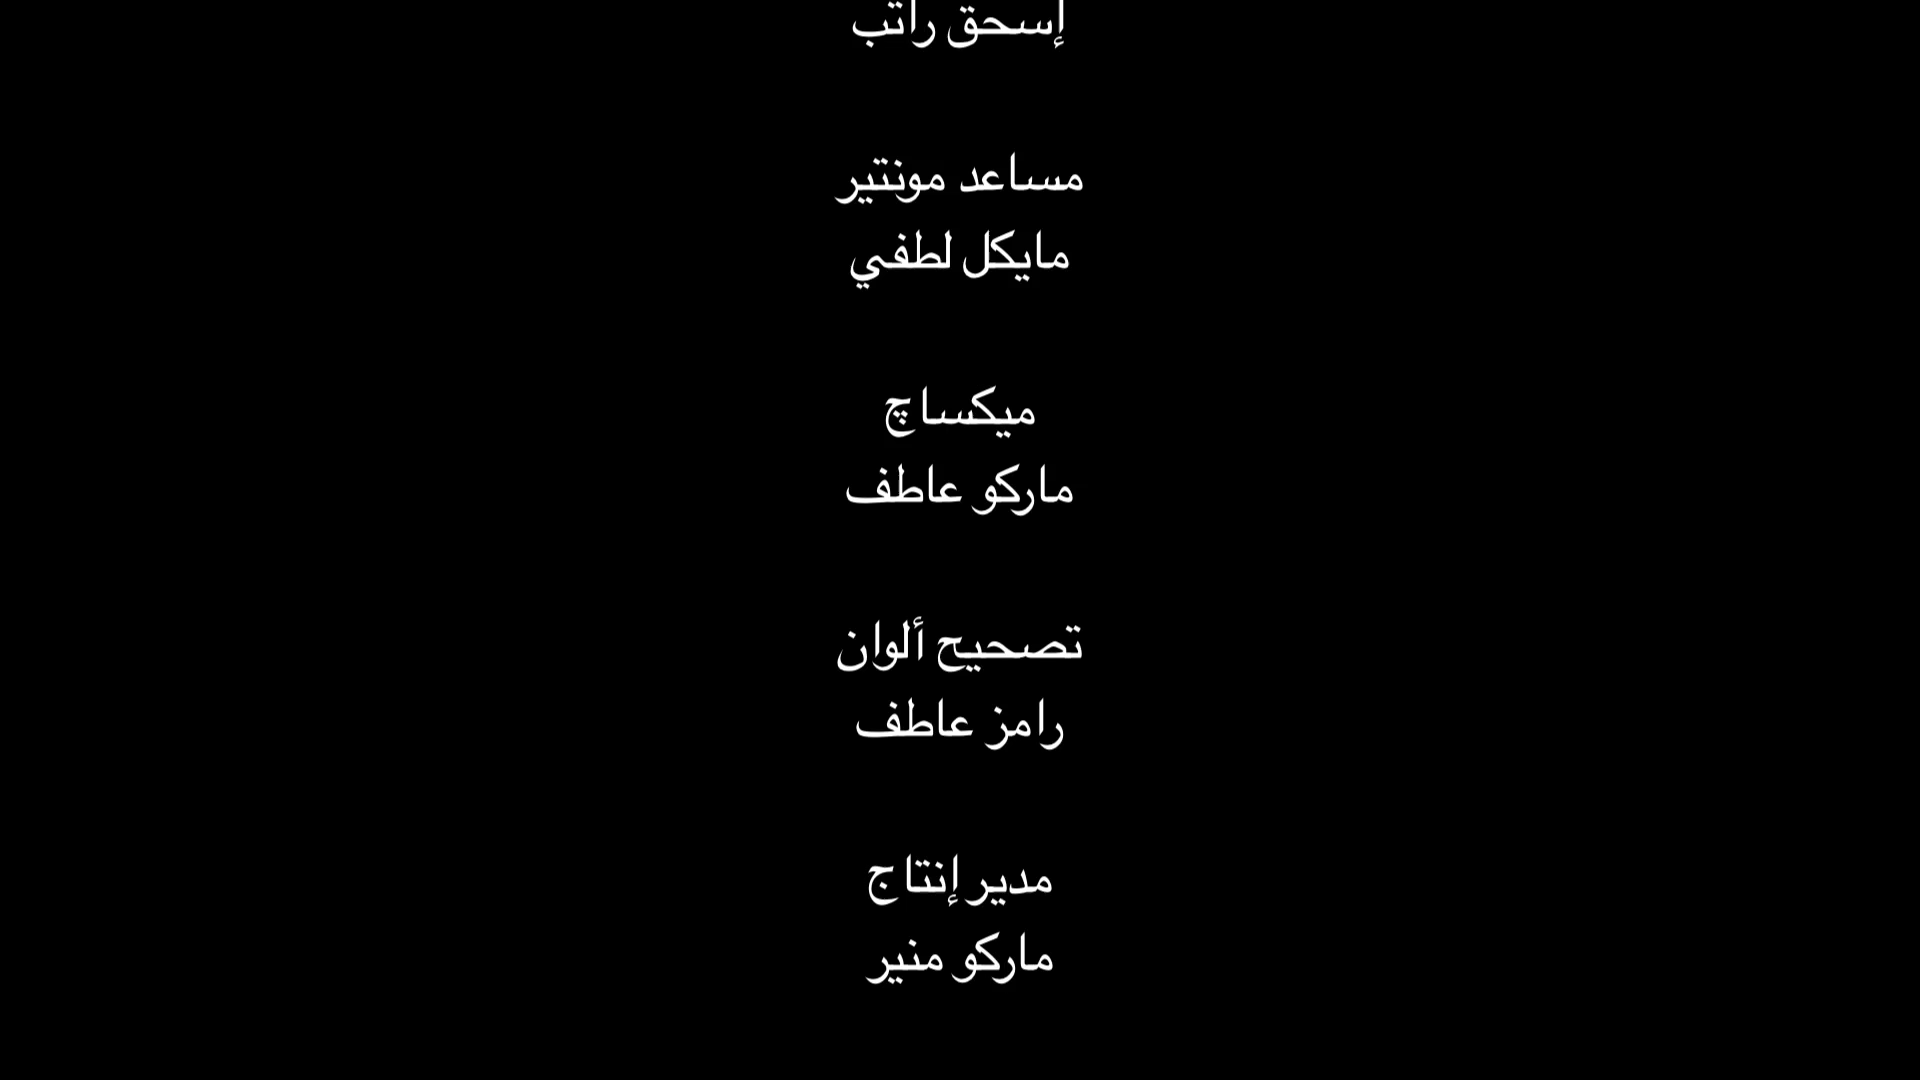 إسحق راتب
مساعد مونتير
مايكل لطفي
ميكساچ
ماركو عاطف
تصحيح ألوان
رامز عاطف
مدير إنتاج
ماركو منير